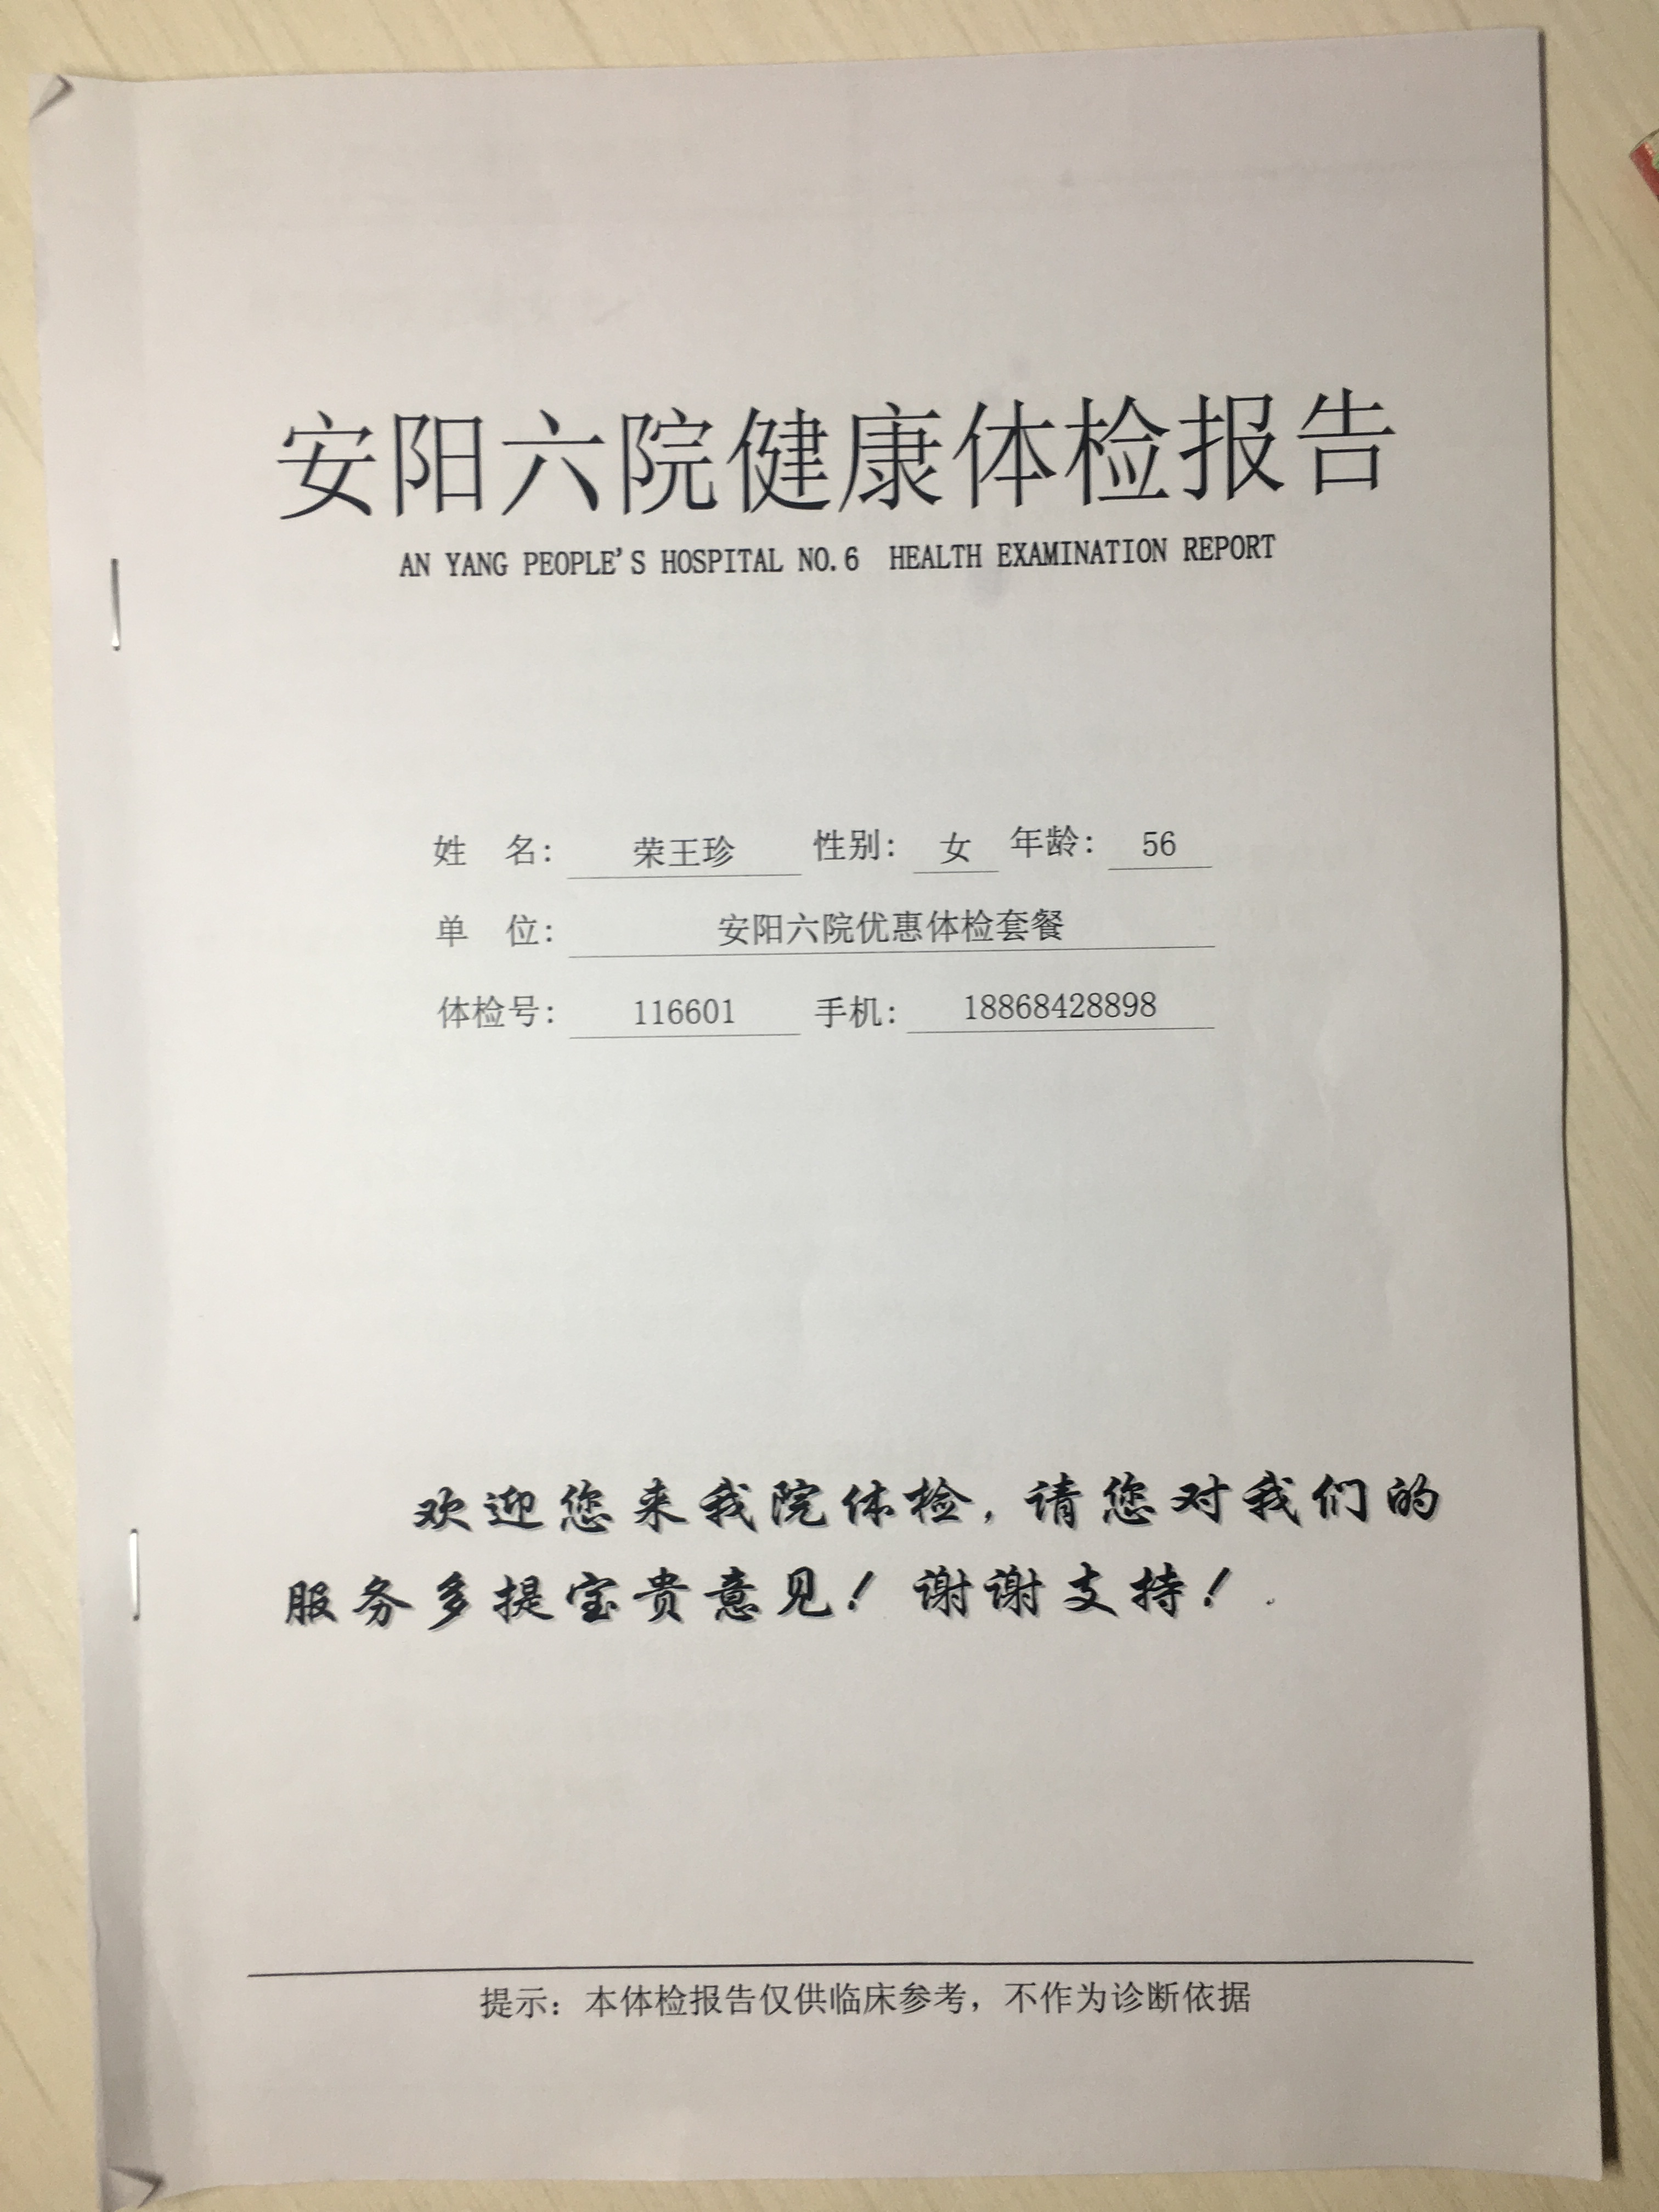 安阳六院健康体检报告
AN YANG PEOPLE'S HOSPITAL NO.6 HEALTH EXAMINATION REPORT
姓 名: 荣王珍 性别: 女 年龄: 56
单 位: 安阳六院优惠体检套餐
体检号: 116601 手机: 18868428898
欢迎您来我院体检,请您对我们的
服务多提宝贵意见!谢谢支持!.
提示:本体检报告仅供临床参考,不作为诊断依据